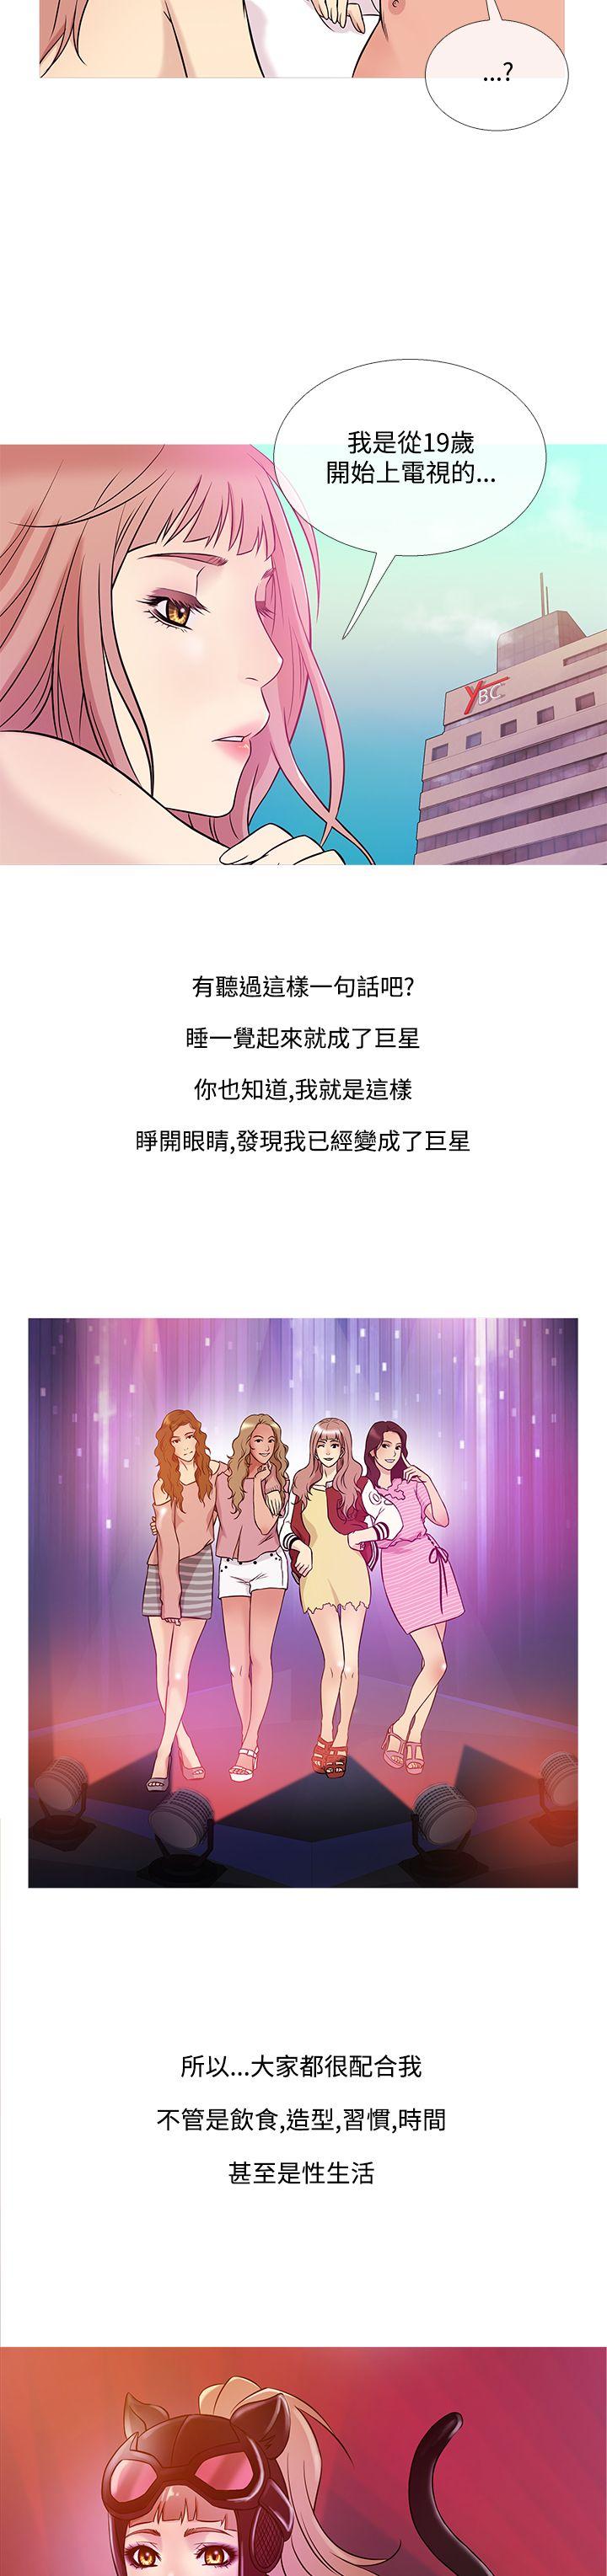 ...?
我是從19歲
開始上電視的...
YBC
有聽過這樣一句話吧?
睡一覺起來就成了巨星
你也知道,我就是這樣
睜開眼睛,發現我已經變成了巨星
所以...大家都很配合我
不管是飲食,造型,習慣,時間
甚至是性生活